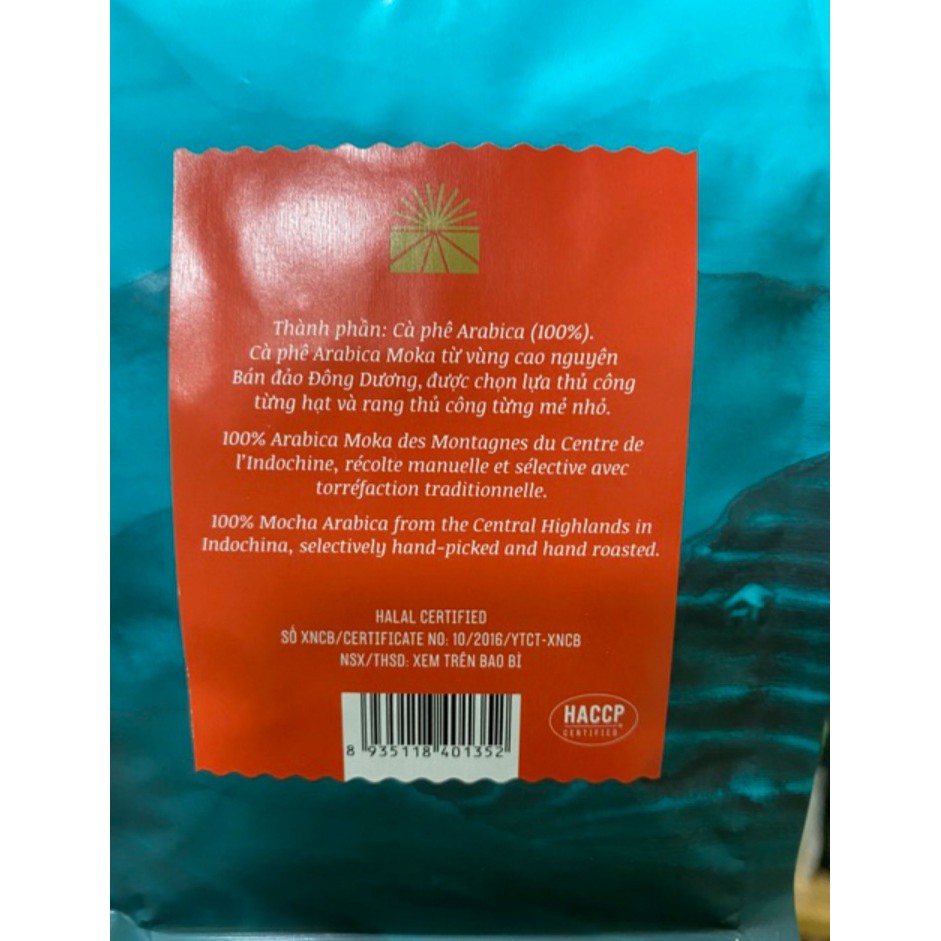 Thành phần: Cà phê Arabica (100%).
Cà phê Arabica Moka từ vùng cao nguyên
Bán đảo Đông Dương, được chọn lựa thủ công
từng hạt và rang thủ công từng mẻ nhỏ.
100% Arabica Moka des Montagnes du Centre de
l'Indochine, récolte manuelle et sélective avec
torréfaction traditionnelle.
100% Mocha Arabica from the Central Highlands in
Indochina, selectively hand-picked and hand roasted.
HALAL CERTIFIED
SỐ XNCB/CERTIFICATE NO: 10/2016/YTCT-XNCB
NSX/THSD: XEM TRÊN BAO BÌ
HACCP
CERTIFIED
8 935118 401352